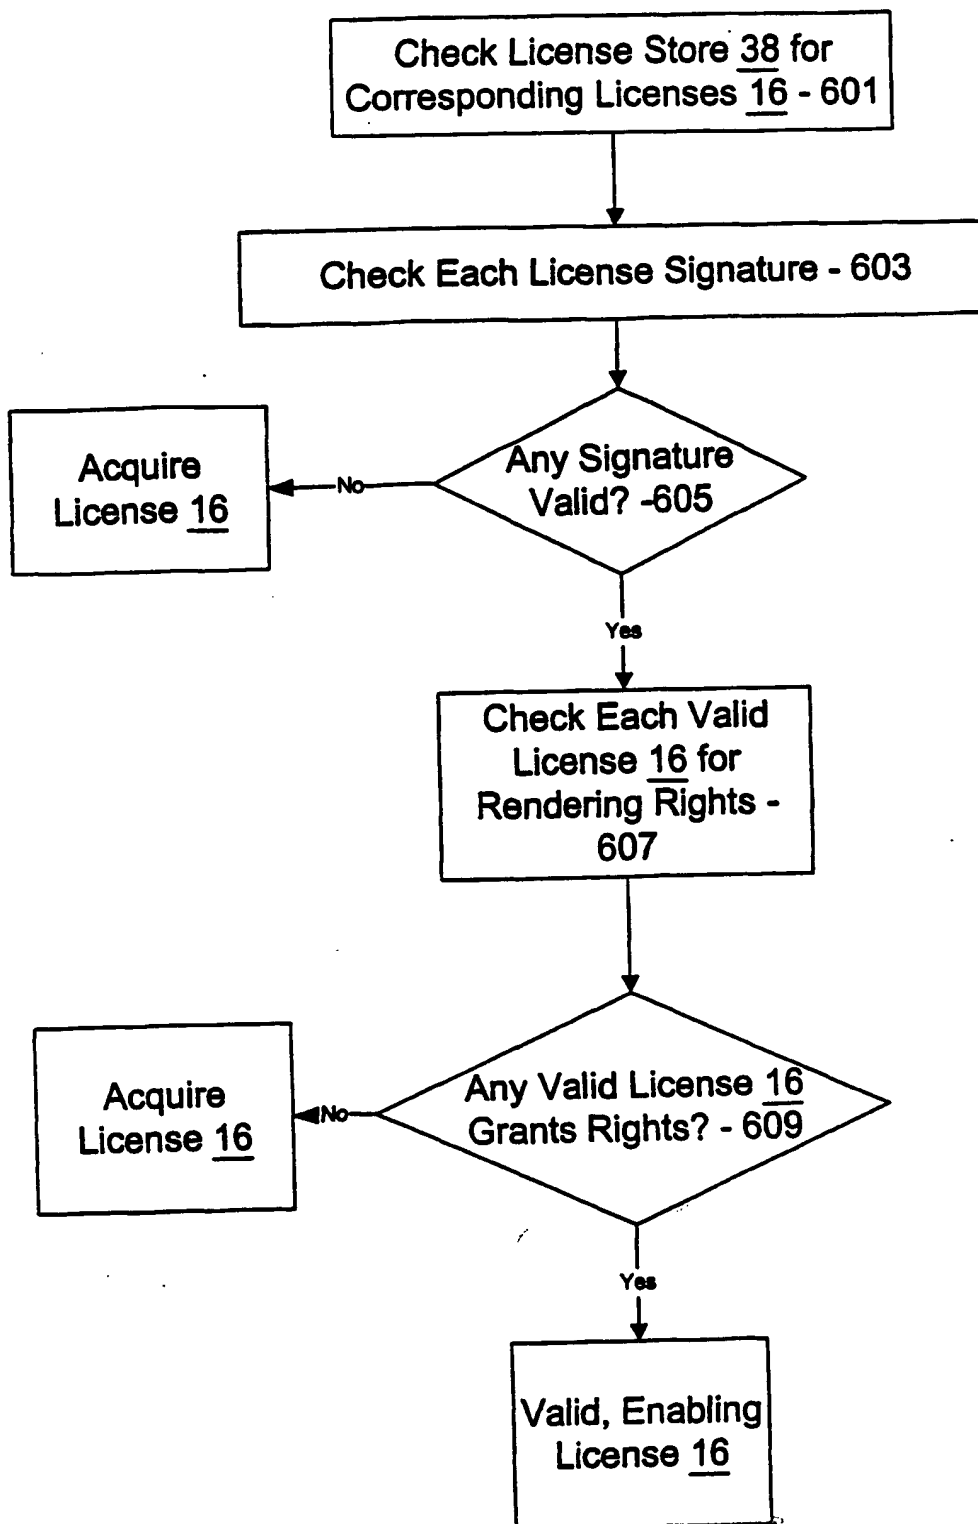 Check License Store 38 for
Corresponding Licenses 16 - 601
Check Each License Signature - 603
Any Signature
Valid? -605
No
Acquire
License 16
Yes
Check Each Valid
License 16 for
Rendering Rights -
607
Any Valid License 16
Grants Rights? - 609
No
Acquire
License 16
Yes
Valid, Enabling
License 16